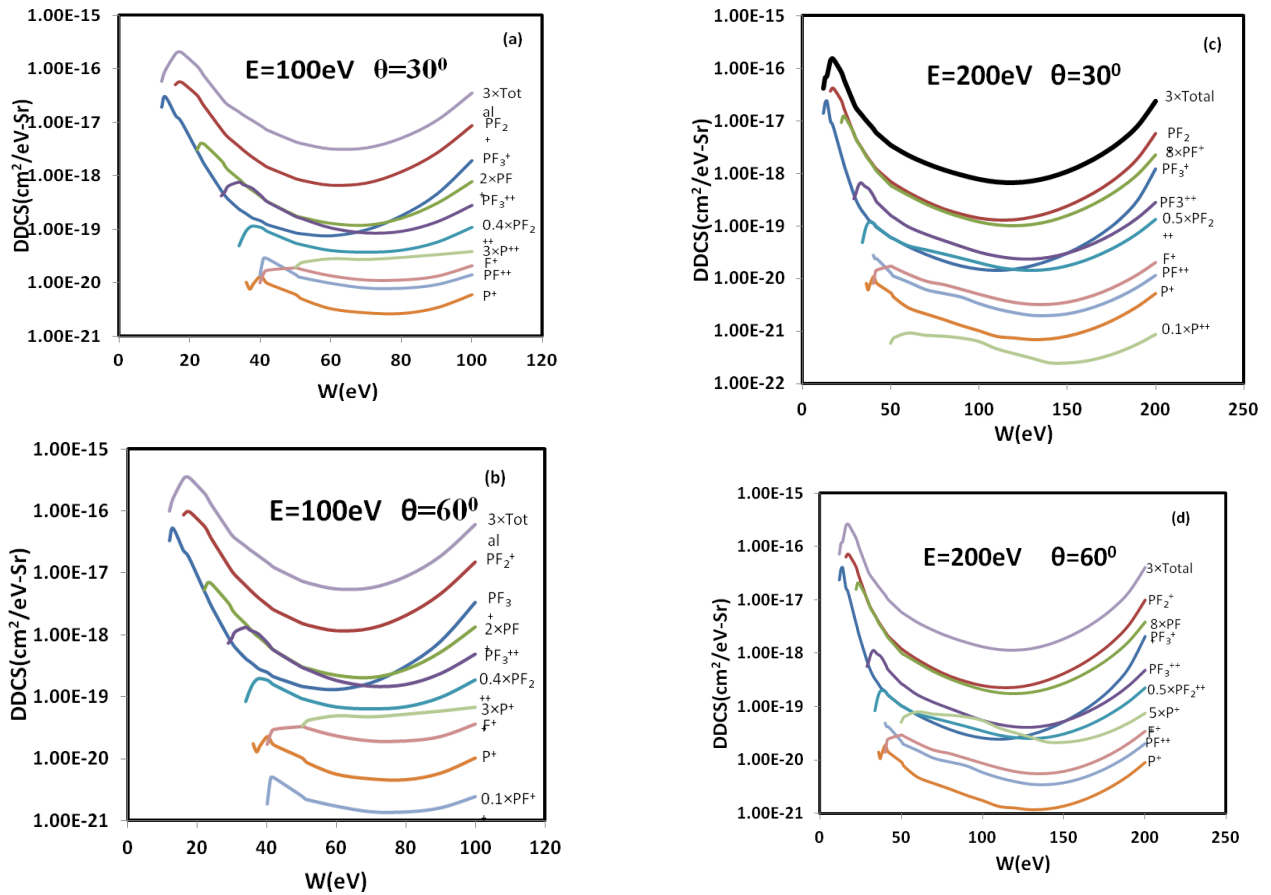 (a)
E=100eV θ=30⁰
DDCS(cm²/eV-Sr)
1.00E-15
1.00E-16
1.00E-17
1.00E-18
1.00E-19
1.00E-20
1.00E-21
3×Tot
al
PF₂
+
PF₃⁺
2×PF
+
PF₃⁺⁺
0.4×PF₂
++
3×P⁺⁺
F⁺
PF⁺⁺
P⁺
0 20 40 60 80 100 120
W(eV)
(c)
E=200eV θ=30⁰
DDCS(cm²/eV-Sr)
1.00E-15
1.00E-16
1.00E-17
1.00E-18
1.00E-19
1.00E-20
1.00E-21
1.00E-22
3×Total
PF₂
+
8×PF⁺
PF₃⁺
PF3⁺⁺
0.5×PF₂
++
F⁺
PF⁺⁺
P⁺
0.1×P⁺⁺
0 50 100 150 200 250
W(eV)
(b)
E=100eV θ=60⁰
DDCS(cm²/eV-Sr)
1.00E-15
1.00E-16
1.00E-17
1.00E-18
1.00E-19
1.00E-20
1.00E-21
3×Tot
al
PF₂⁺
PF₃
+
2×PF
+
PF₃⁺⁺
0.4×PF₂
++
3×P⁺
+
F⁺
P⁺
0.1×PF⁺
+
0 20 40 60 80 100 120
W(eV)
(d)
E=200eV θ=60⁰
DDCS(cm²/eV-Sr)
1.00E-15
1.00E-16
1.00E-17
1.00E-18
1.00E-19
1.00E-20
1.00E-21
3×Total
PF₂⁺
8×PF
+
PF₃⁺
PF₃⁺⁺
0.5×PF₂⁺⁺
5×P⁺
+
F⁺
PF⁺⁺
P⁺
0 50 100 150 200 250
W(eV)